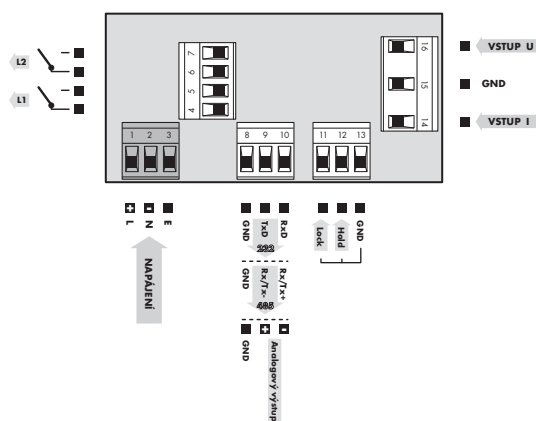 L2
L1
7
6
5
4
16
15
14
VSTUP U
GND
VSTUP I
1 2 3
8 9 10
11 12 13
+ -
L N E
NAPÁJENÍ
GND TxD RxD
232
GND Rx/Tx- Rx/Tx+
485
+ -
GND
Analogový výstup
Lock Hold GND